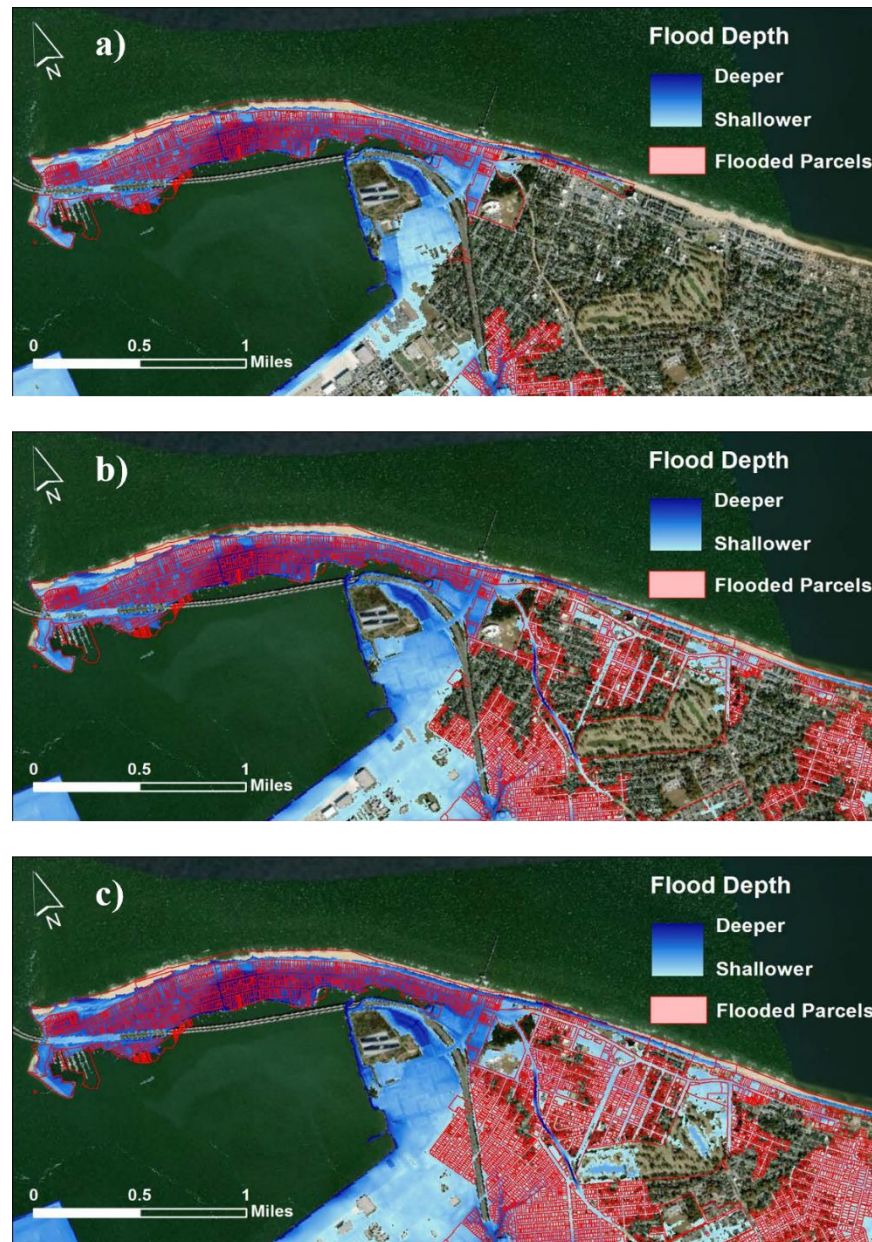 a)
N
Flood Depth
Deeper
Shallower
Flooded Parcels
0 0.5 1
Miles
b)
N
Flood Depth
Deeper
Shallower
Flooded Parcels
0 0.5 1
Miles
c)
N
Flood Depth
Deeper
Shallower
Flooded Parcels
0 0.5 1
Miles